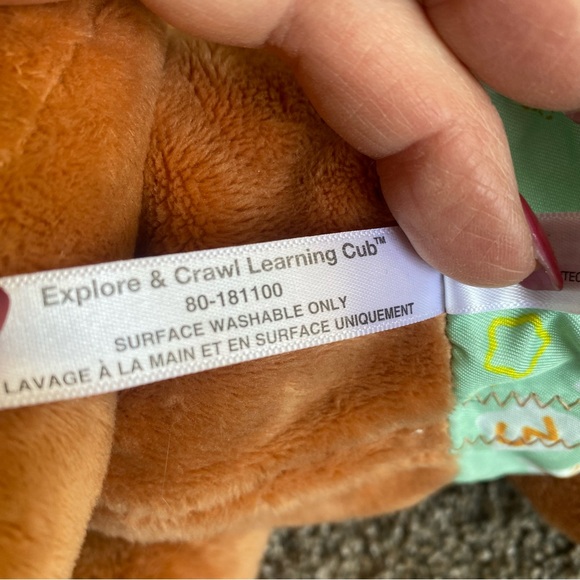 Explore & Crawl Learning Cub™
80-181100
SURFACE WASHABLE ONLY
LAVAGE À LA MAIN ET EN SURFACE UNIQUEMENT